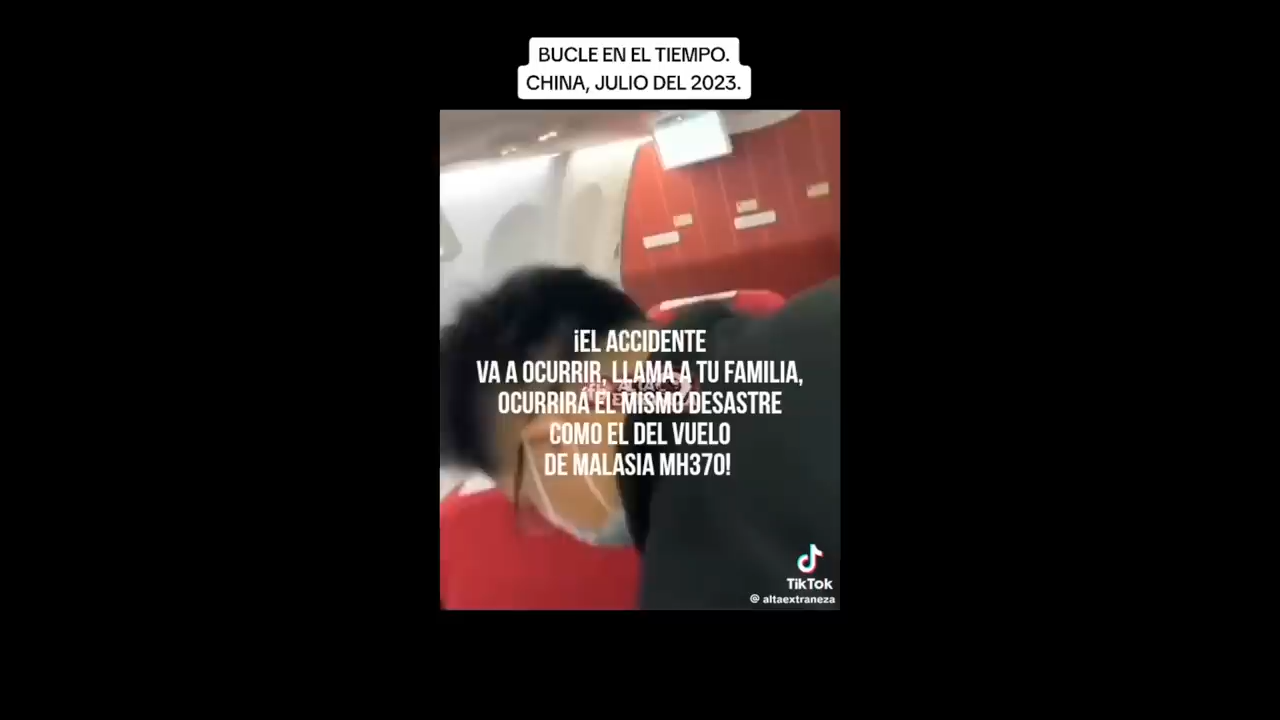 BUCLE EN EL TIEMPO.
CHINA, JULIO DEL 2023.
¡EL ACCIDENTE
VA A OCURRIR, LLAMA A TU FAMILIA,
OCURRIRÁ EL MISMO DESASTRE
COMO EL DEL VUELO
DE MALASIA MH370!
TikTok
@ altaextraneza